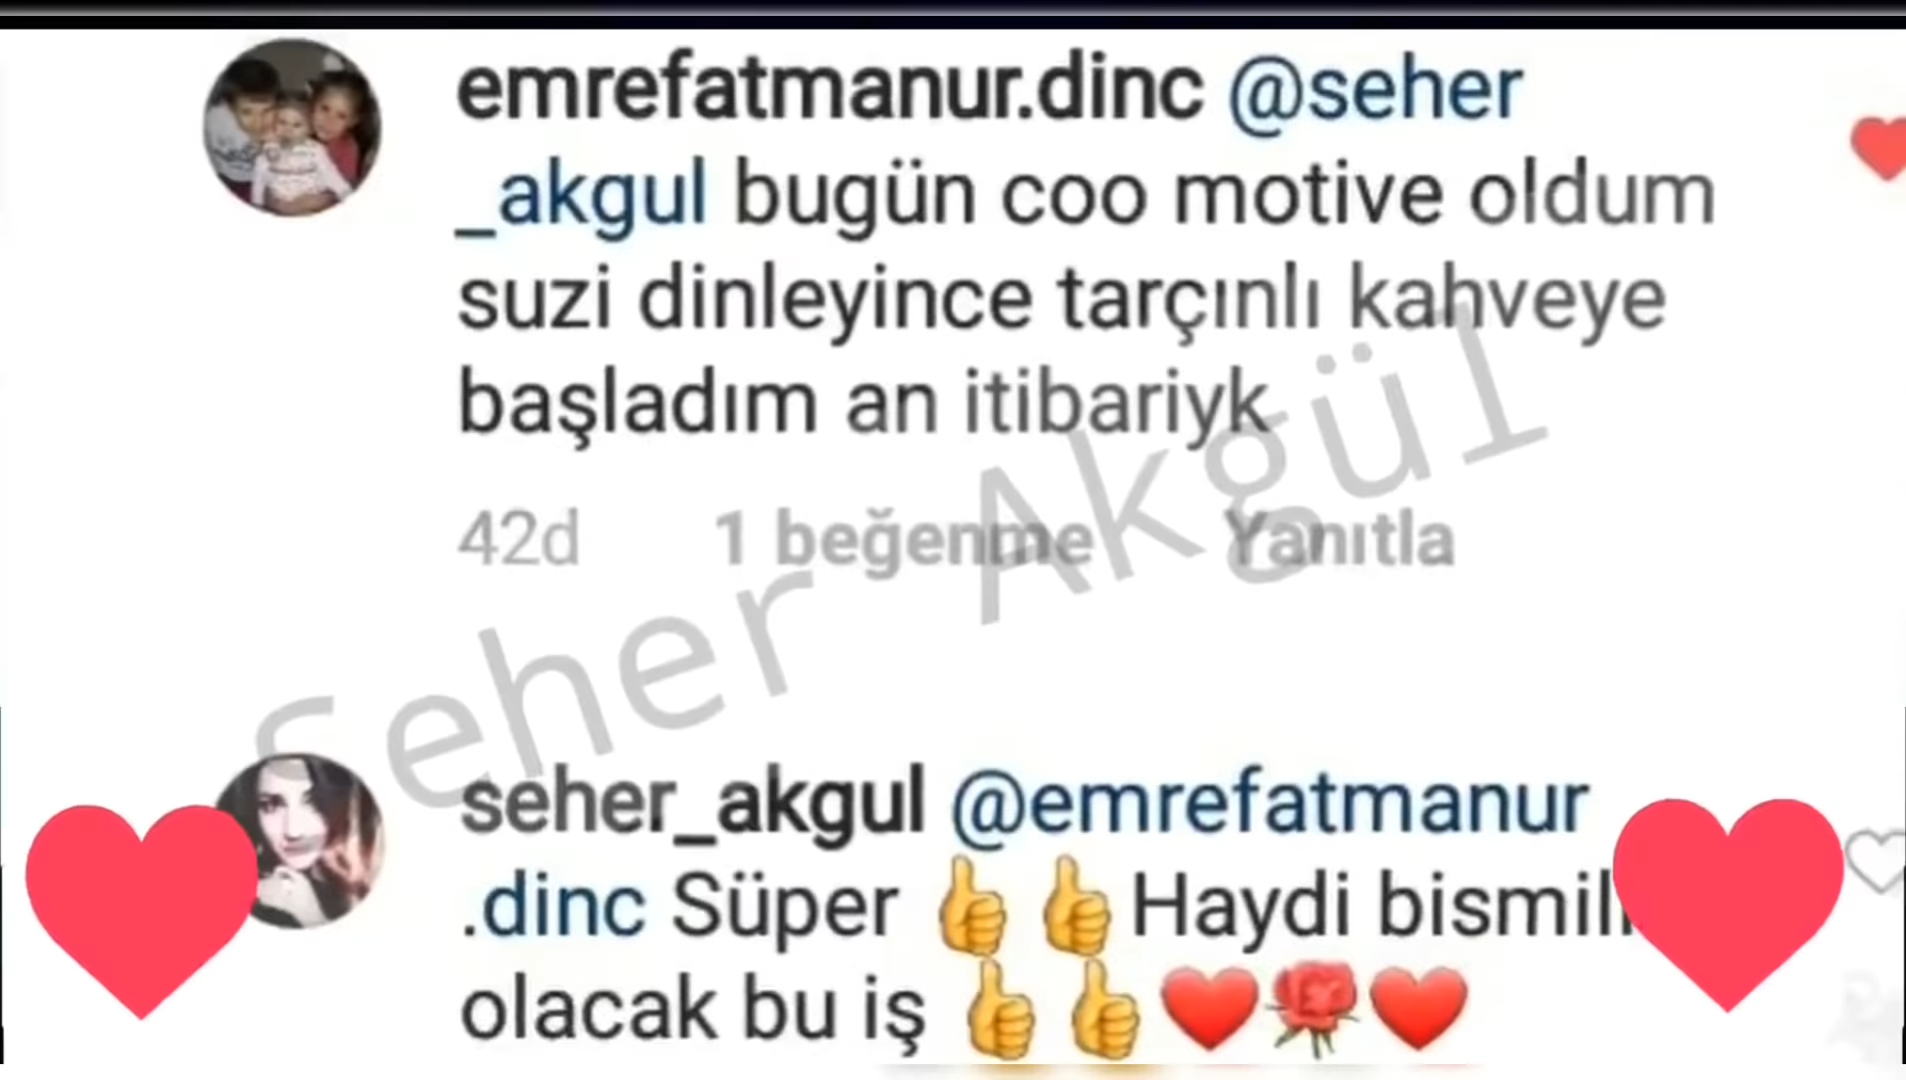 emrefatmanur.dinc @seher
_akgul bugün coo motive oldum
suzi dinleyince tarçınlı kahveye
başladım an itibariyk
42d 1 beğenme Yanıtla
Seher Akgül
seher_akgul @emrefatmanur
.dinc Süper 👍👍Haydi
olacak bu iş 👍👍❤️🌹❤️